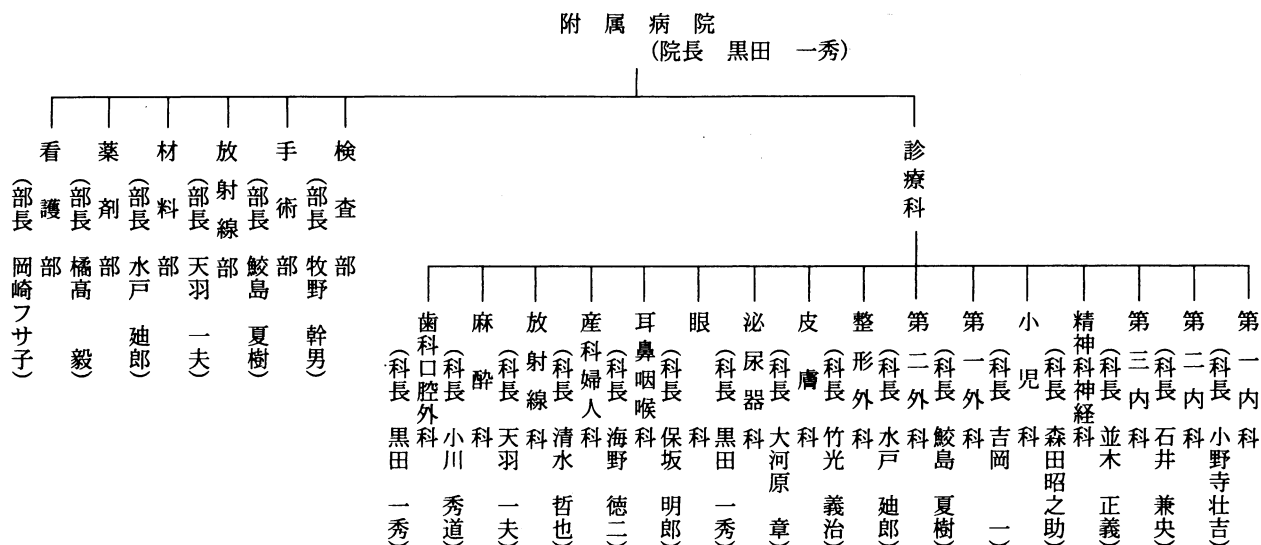 附属病院
(院長 黒田 一秀)
診療科
第一内科
(科長 小野寺壮吉)
第二内科
(科長 石井 兼央)
第三内科
(科長 並木 正義)
精神科神経科
(科長 森田昭之助)
小児科
(科長 吉岡 一)
第一外科
(科長 鮫島 夏樹)
第二外科
(科長 水戸 廸郎)
整形外科
(科長 竹光 義治)
皮膚科
(科長 大河原 章)
泌尿器科
(科長 黒田 一秀)
眼科
(科長 保坂 明郎)
耳鼻咽喉科
(科長 海野 徳二)
産科婦人科
(科長 清水 哲也)
放射線科
(科長 天羽 一夫)
麻酔科
(科長 小川 秀道)
歯科口腔外科
(科長 黒田 一秀)
検査部
(部長 牧野 幹男)
手術部
(部長 鮫島 夏樹)
放射線部
(部長 天羽 一夫)
材料部
(部長 水戸 廸郎)
薬剤部
(部長 橘高 毅)
看護部
(部長 岡崎フサ子)